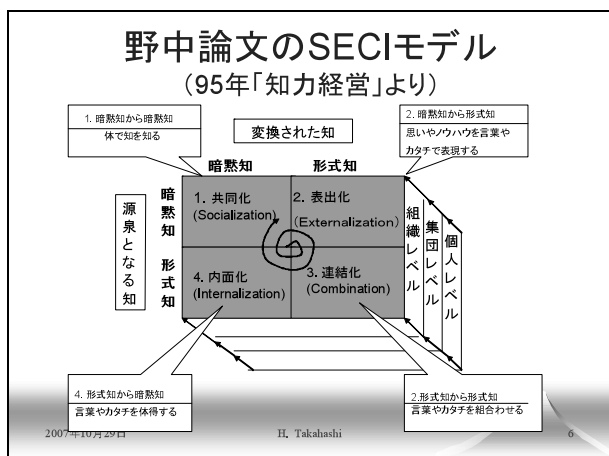 野中論文のSECIモデル
(95年「知力経営」より)
1. 暗黙知から暗黙知
体で知を知る
変換された知
2. 暗黙知から形式知
思いやノウハウを言葉や
カタチで表現する
暗黙知
形式知
源泉となる知
暗黙知
形式知
1. 共同化
(Socialization)
2. 表出化
(Externalization)
4. 内面化
(Internalization)
3. 連結化
(Combination)
組織レベル
集団レベル
個人レベル
4. 形式知から暗黙知
言葉やカタチを体得する
2.形式知から形式知
言葉やカタチを組合わせる
2007年10月29日
H. Takahashi
6